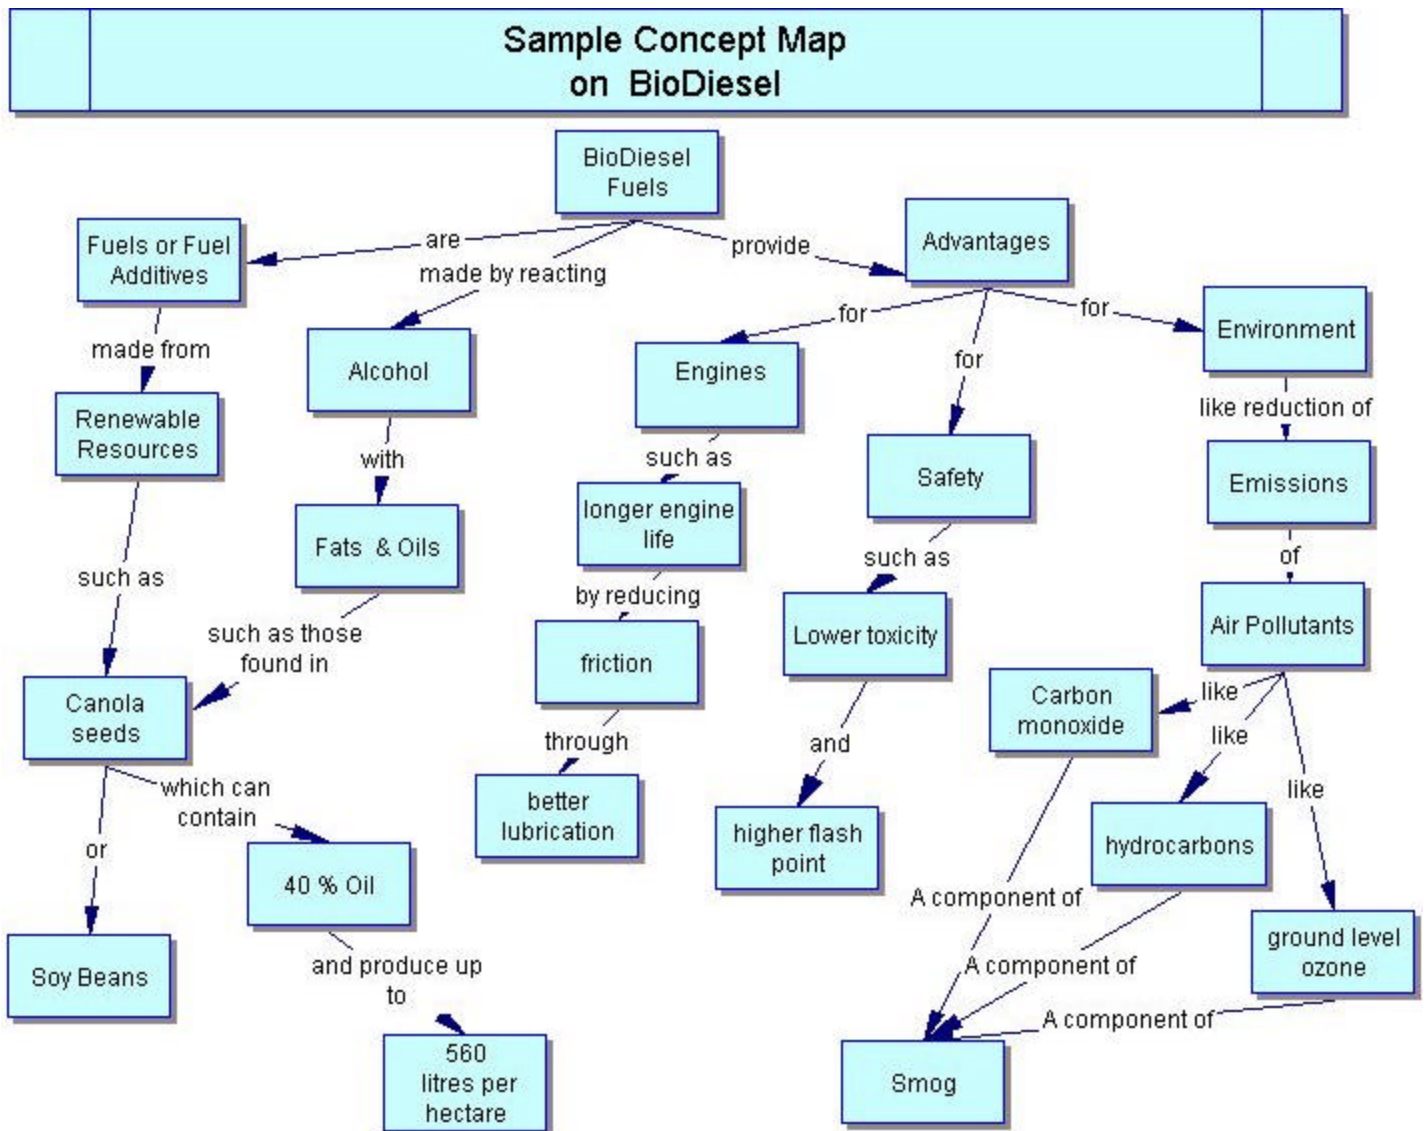 Sample Concept Map
on BioDiesel
BioDiesel
Fuels
Fuels or Fuel
Additives
are
made by reacting
provide
Advantages
made from
Alcohol
for
for
for
Engines
Environment
Renewable
Resources
with
such as
Safety
like reduction of
Emissions
longer engine
life
Fats & Oils
such as
of
such as
by reducing
such as those
found in
friction
Lower toxicity
Air Pollutants
Canola
seeds
Carbon
monoxide
like
like
like
through
and
which can
contain
better
lubrication
higher flash
point
hydrocarbons
or
40 % Oil
A component of
ground level
ozone
Soy Beans
and produce up
to
A component of
A component of
560
litres per
hectare
Smog